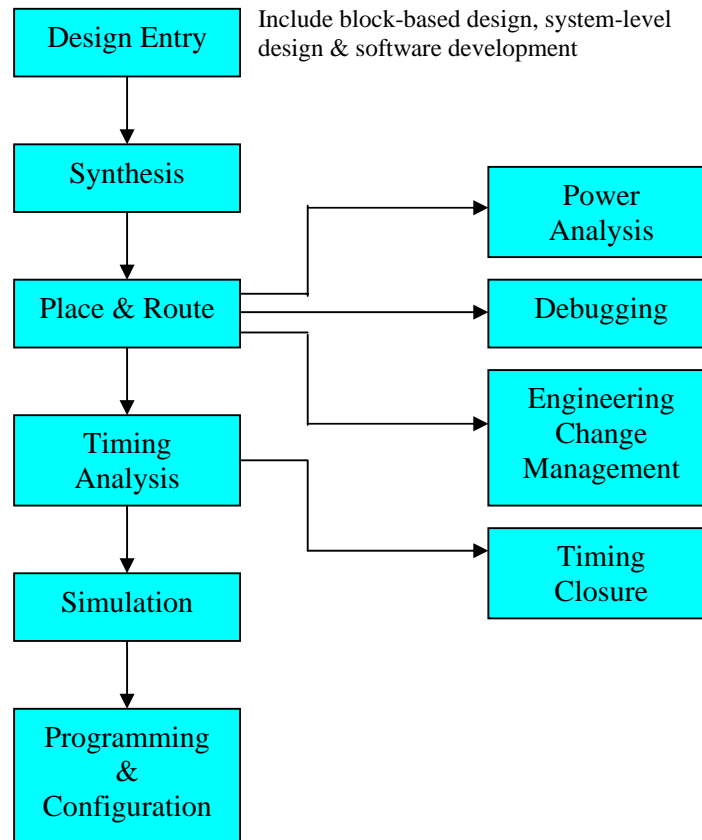 Design Entry
Include block-based design, system-level
design & software development
Synthesis
Power
Analysis
Place & Route
Debugging
Timing
Analysis
Engineering
Change
Management
Timing
Closure
Simulation
Programming
&
Configuration